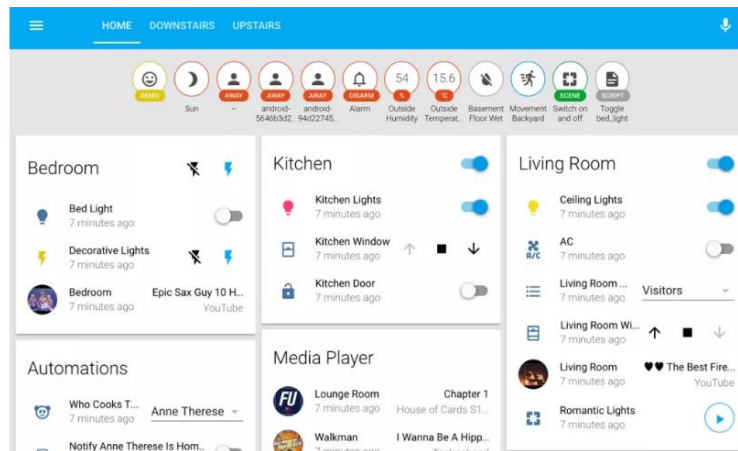 HOME DOWNSTAIRS UPSTAIRS
DEMO
Sun
AWAY
--
AWAY
android-
5646b3d2..
AWAY
android-
94d22745..
DISARM
Alarm
54
%
Outside
Humidity
15.6
°C
Outside
Temperat..
Basement
Floor Wet
Movement
Backyard
SCENE
Switch on
and off
SCRIPT
Toggle
bed_light
Bedroom
Bed Light
7 minutes ago
Decorative Lights
7 minutes ago
Bedroom Epic Sax Guy 10 H...
7 minutes ago YouTube
Automations
Who Cooks T... Anne Therese
7 minutes ago
Notify Anne Therese Is Hom..
Kitchen
Kitchen Lights
7 minutes ago
Kitchen Window
7 minutes ago
Kitchen Door
7 minutes ago
Media Player
FU
Lounge Room Chapter 1
7 minutes ago House of Cards S1...
Walkman I Wanna Be A Hipp...
7 minutes ago Technohead
Living Room
Ceiling Lights
7 minutes ago
A/C
AC
7 minutes ago
Living Room ... Visitors
7 minutes ago
Living Room Wi...
7 minutes ago
Living Room ♥♥ The Best Fire...
7 minutes ago YouTube
Romantic Lights
7 minutes ago